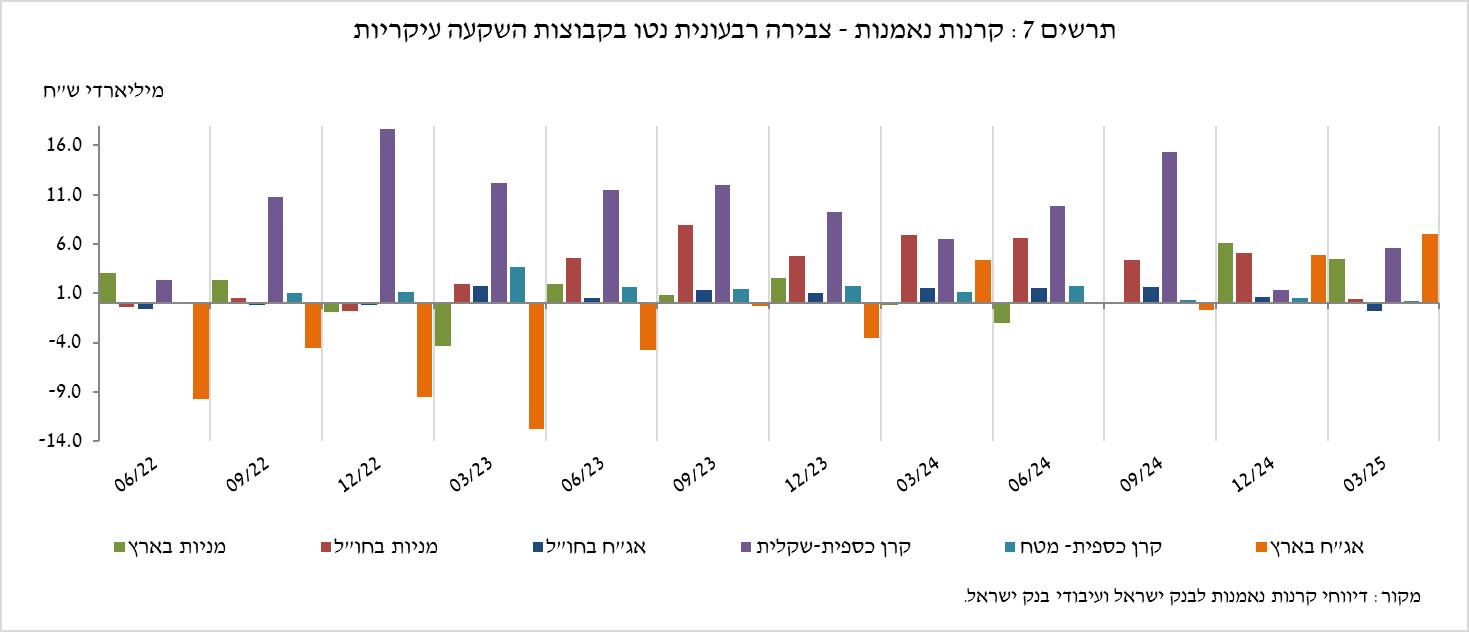 תרשים 7 : קרנות נאמנות - צבירה רבעונית נטו בקבוצות השקעה עיקריות
מיליארדי ש"ח
16.0
11.0
6.0
1.0
-4.0
-9.0
-14.0
06/22 09/22 12/22 03/23 06/23 09/23 12/23 03/24 06/24 09/24 12/24 03/25
מניות בארץ מניות בחו"ל אג"ח בחו"ל קרן כספית-שקלית קרן כספית- מטח אג"ח בארץ
מקור : דיווחי קרנות נאמנות לבנק ישראל ועיבודי בנק ישראל.